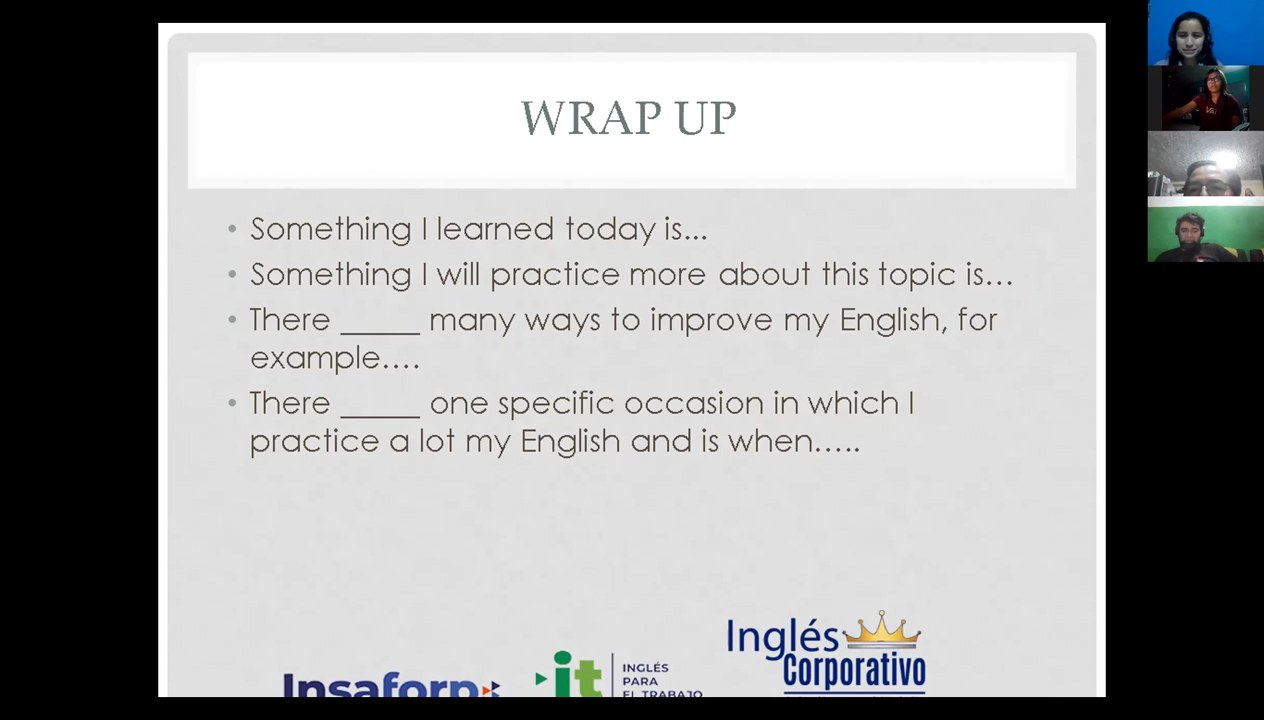 WRAP UP
• Something I learned today is...
• Something I will practice more about this topic is...
• There _____ many ways to improve my English, for
example....
• There _____ one specific occasion in which I
practice a lot my English and is when.....
Inglés
Corporativo
Insaforp
it
INGLÉS
PARA
EL TRABAJO